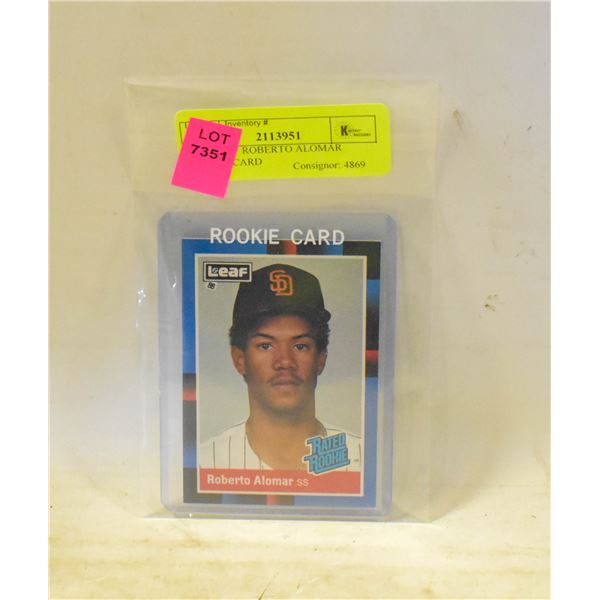 Inventory #
LOT
7351
2113951
ROBERTO ALOMAR
CARD
Consignor: 4869
ROOKIE CARD
Leaf
SD
RATED
ROOKIE
Roberto Alomar SS